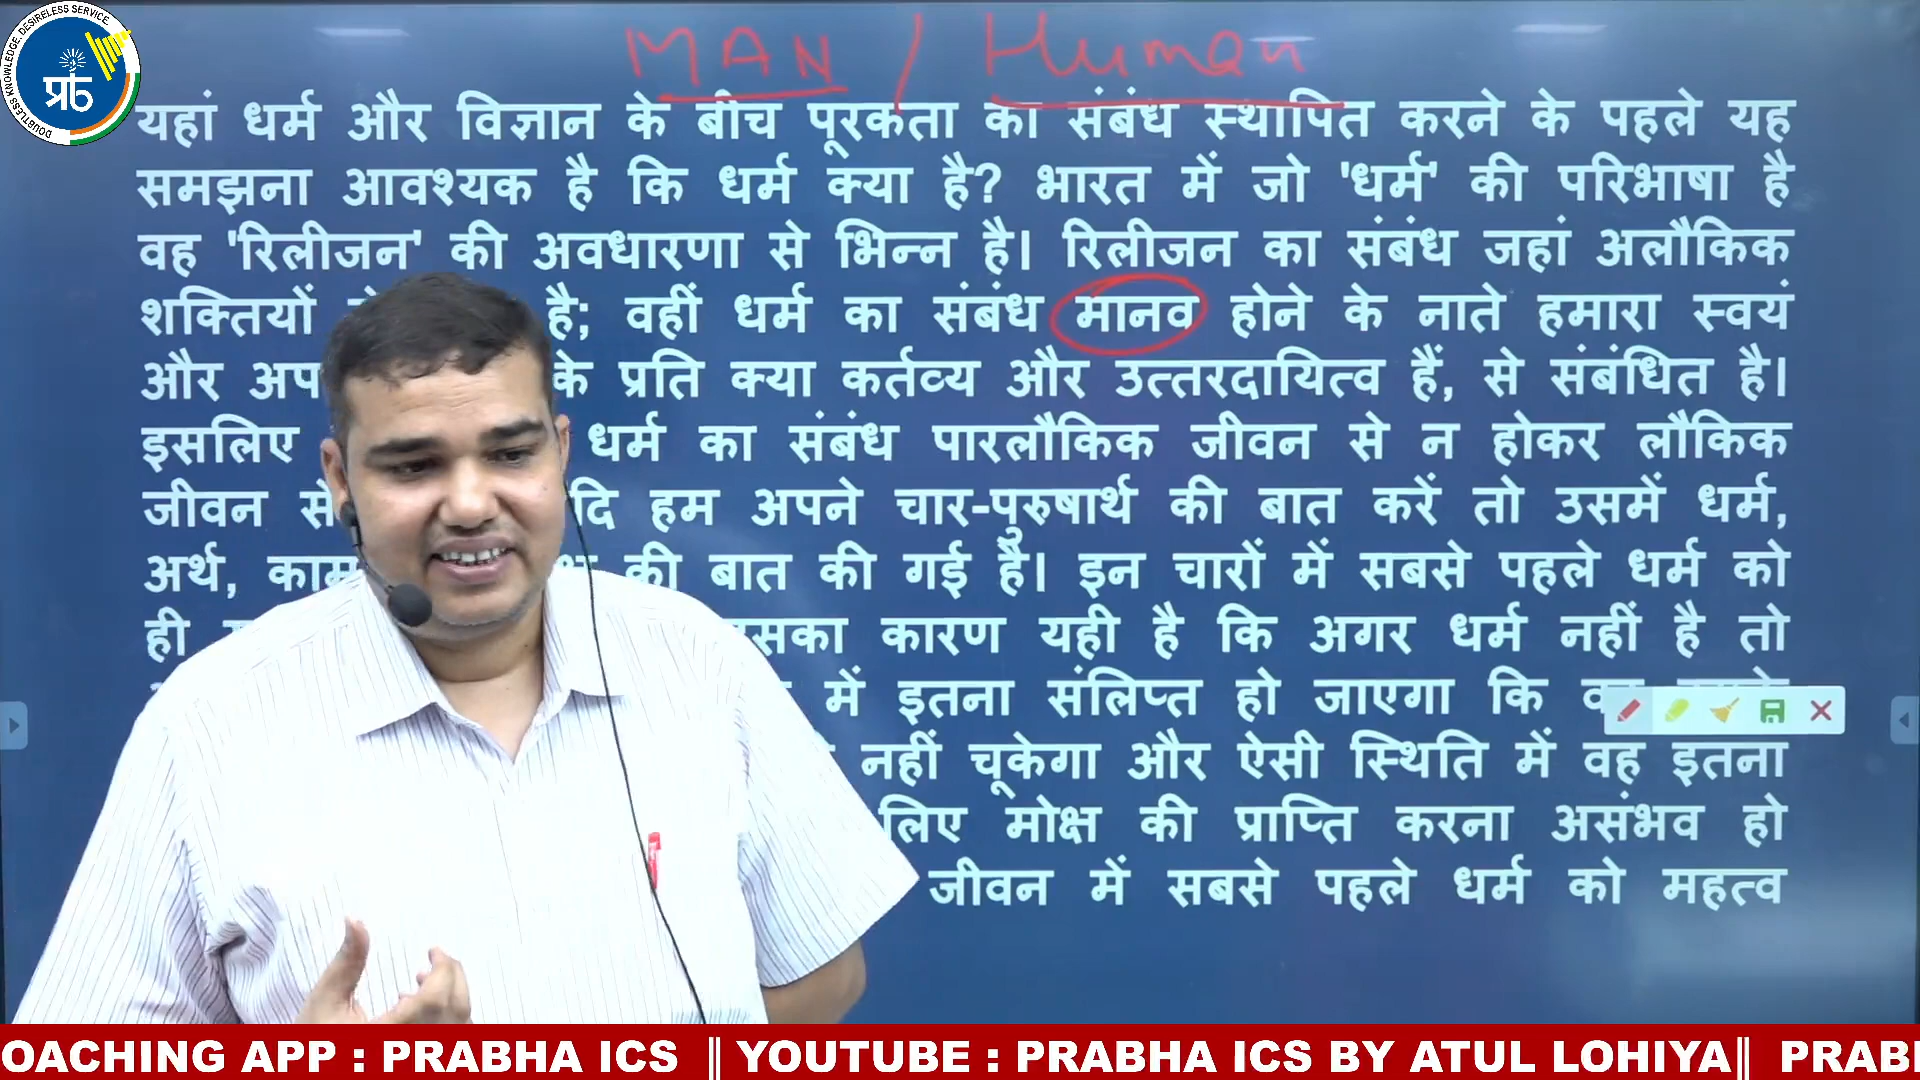 DOUBTLESS KNOWLEDGE, DESIRELESS SERVICE
MAN / Human
यहां धर्म और विज्ञान के बीच पूरकता का संबंध स्थापित करने के पहले यह
समझना आवश्यक है कि धर्म क्या है? भारत में जो 'धर्म' की परिभाषा है
वह 'रिलीजन' की अवधारणा से भिन्न है। रिलीजन का संबंध जहां अलौकिक
शक्तियों है; वहीं धर्म का संबंध मानव होने के नाते हमारा स्वयं
और अप के प्रति क्या कर्तव्य और उत्तरदायित्व हैं, से संबंधित है।
इसलिए धर्म का संबंध पारलौकिक जीवन से न होकर लौकिक
जीवन से दि हम अपने चार-पुरुषार्थ की बात करें तो उसमें धर्म,
अर्थ, काम की बात की गई है। इन चारों में सबसे पहले धर्म को
ही सका कारण यही है कि अगर धर्म नहीं है तो
में इतना संलिप्त हो जाएगा कि
नहीं चूकेगा और ऐसी स्थिति में वह इतना
लिए मोक्ष की प्राप्ति करना असंभव हो
जीवन में सबसे पहले धर्म को महत्व
OACHING APP : PRABHA ICS || YOUTUBE : PRABHA ICS BY ATUL LOHIYA|| PRAB